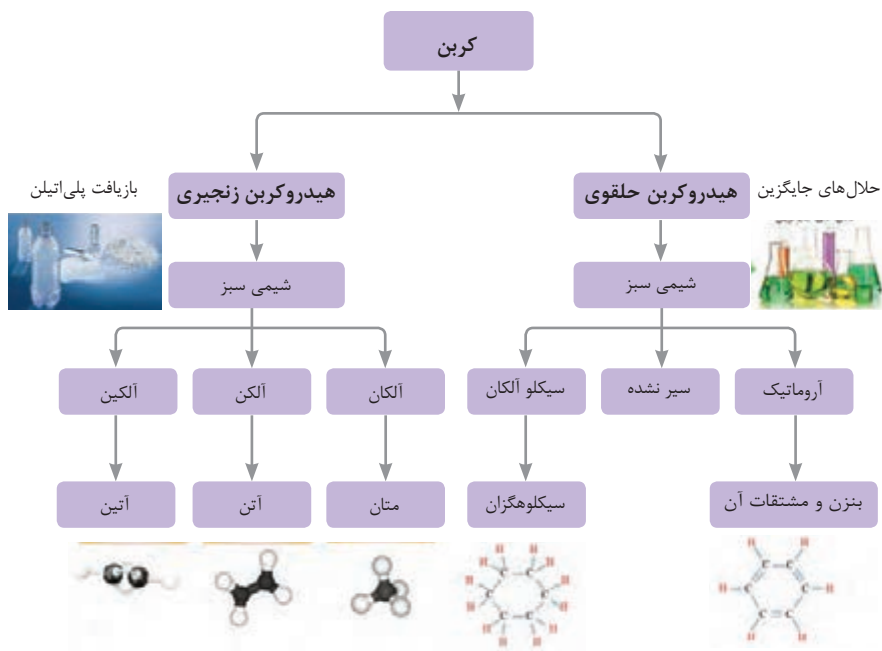 کربن
هیدروکربن حلقوی
هیدروکربن زنجیری
حلال‌های جایگزین
بازیافت پلی‌اتیلن
شیمی سبز
شیمی سبز
آروماتیک
سیر نشده
سیکلو آلکان
آلکان
آلکن
آلکین
بنزن و مشتقات آن
سیکلوهگزان
متان
آتن
آتین
H H
C
C C
H C C H
C C
C
H H